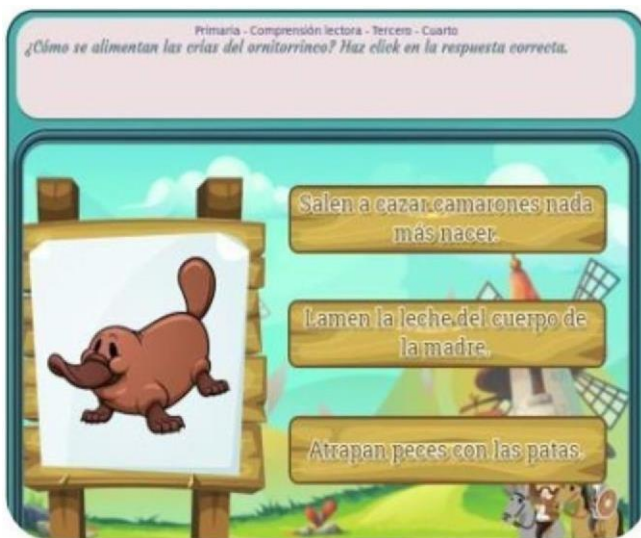 Primaria - Comprensión lectora - Tercero - Cuarto
¿Cómo se alimentan las crías del ornitorrinco? Haz click en la respuesta correcta.
Salen a cazar camarones nada
más nacer.
Lamen la leche del cuerpo de
la madre.
Atrapan peces con las patas.